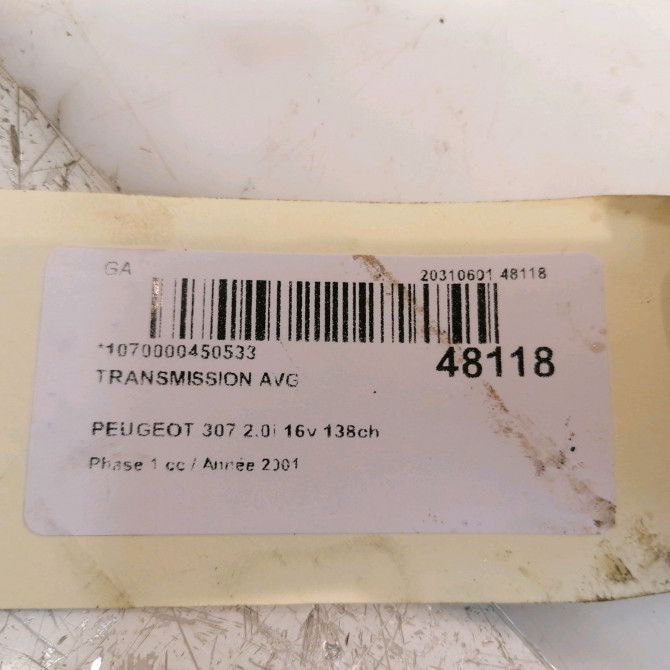 GA
20310601 48118
*1070000450533
48118
TRANSMISSION AVG
PEUGEOT 307 2.0i 16v 138ch
Phase 1 cc / Année 2001